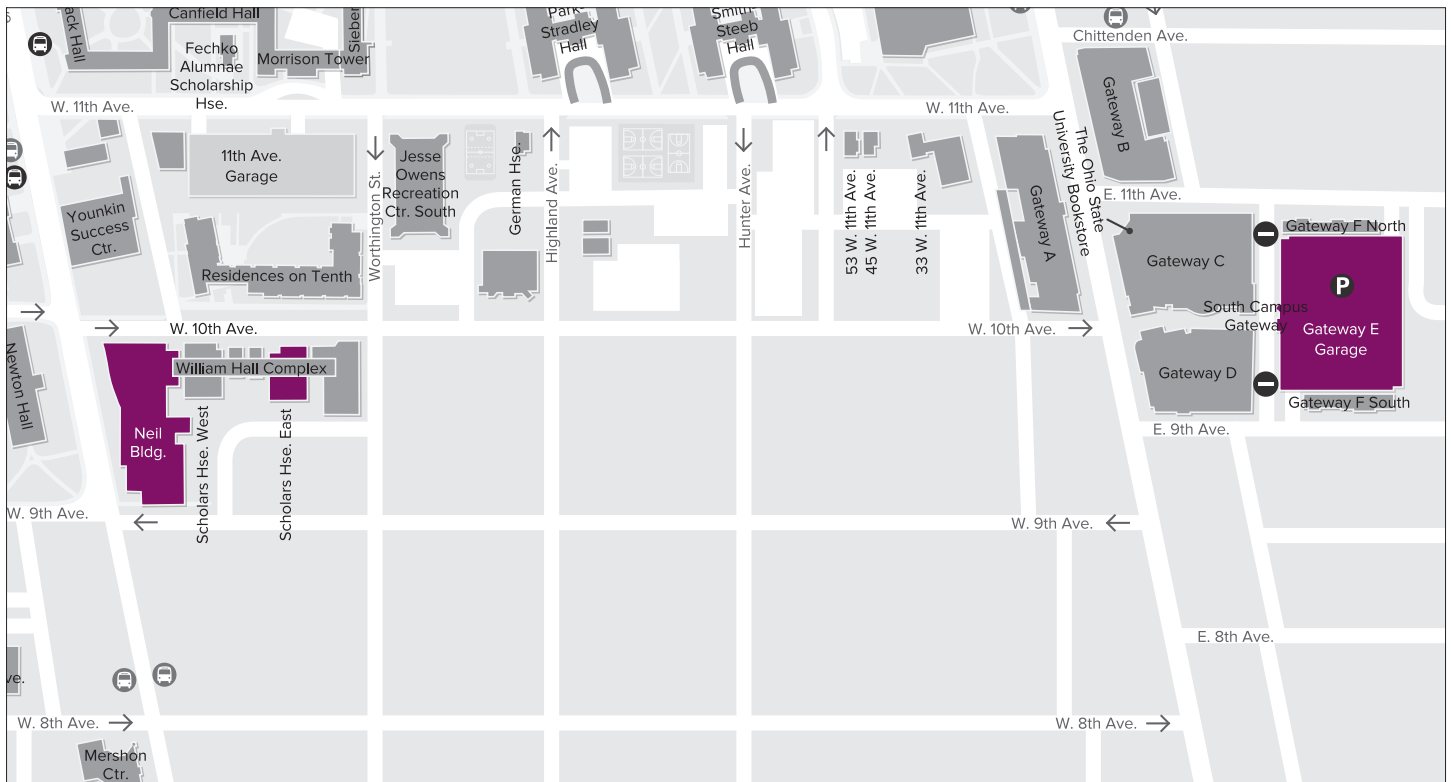 Canfield Hall
Fechko
Alumnae
Scholarship
Hse.
Morrison Tower
Sieber
Park-
Stradley
Hall
Smith-
Steeb
Hall
Chittenden Ave.
W. 11th Ave.
W. 11th Ave.
Gateway B
11th Ave.
Garage
Jesse
Owens
Recreation
Ctr. South
German Hse.
Worthington St.
Highland Ave.
Hunter Ave.
53 W. 11th Ave.
45 W. 11th Ave.
33 W. 11th Ave.
Gateway A
The Ohio State
University Bookstore
E. 11th Ave.
Younkin
Success
Ctr.
Residences on Tenth
Gateway C
Gateway F North
P
South Campus
Gateway
Gateway E
Garage
W. 10th Ave.
W. 10th Ave.
Newton Hall
William Hall Complex
Gateway D
Gateway F South
Neil
Bldg.
Scholars Hse. West
Scholars Hse. East
E. 9th Ave.
W. 9th Ave.
W. 9th Ave.
E. 8th Ave.
ve.
W. 8th Ave.
W. 8th Ave.
Mershon
Ctr.